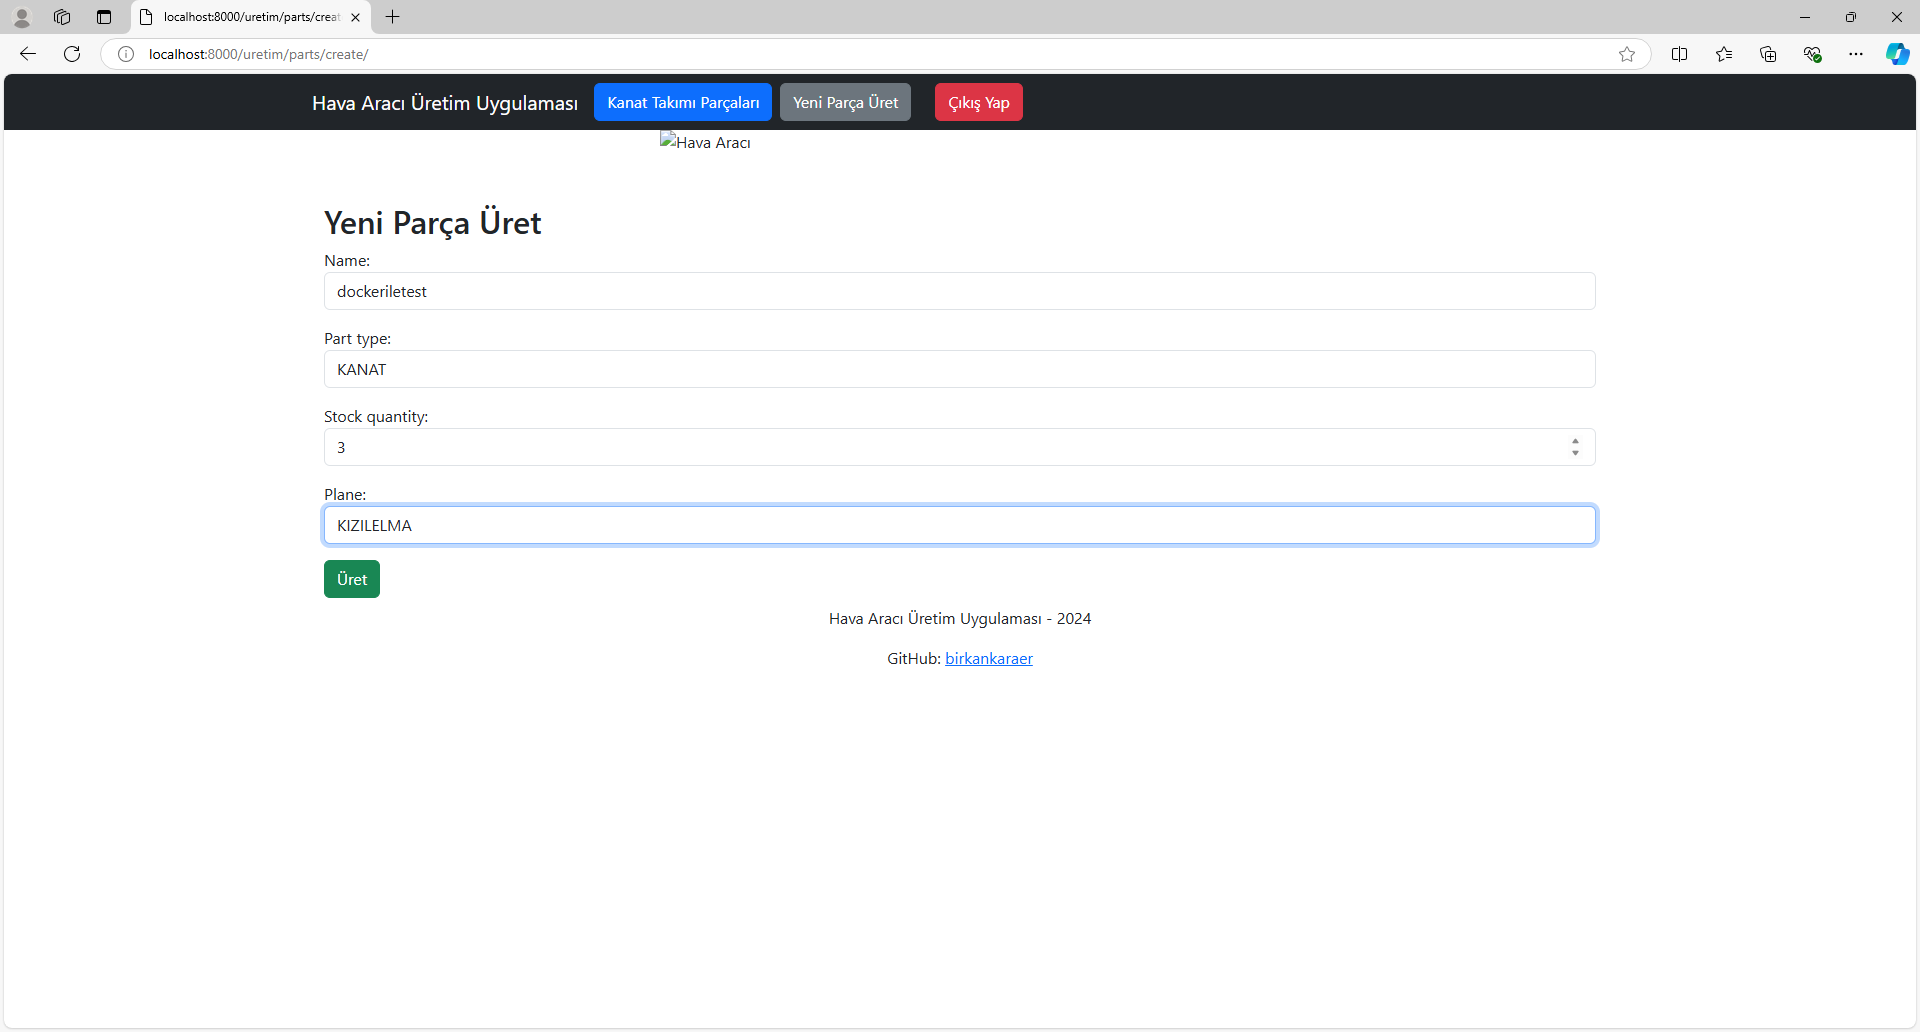 localhost:8000/uretim/parts/creat
localhost:8000/uretim/parts/create/
Hava Aracı Üretim Uygulaması Kanat Takımı Parçaları Yeni Parça Üret Çıkış Yap
Hava Aracı
Yeni Parça Üret
Name:
dockeriletest
Part type:
KANAT
Stock quantity:
3
Plane:
KIZILELMA
Üret
Hava Aracı Üretim Uygulaması - 2024
GitHub: birkankaraer